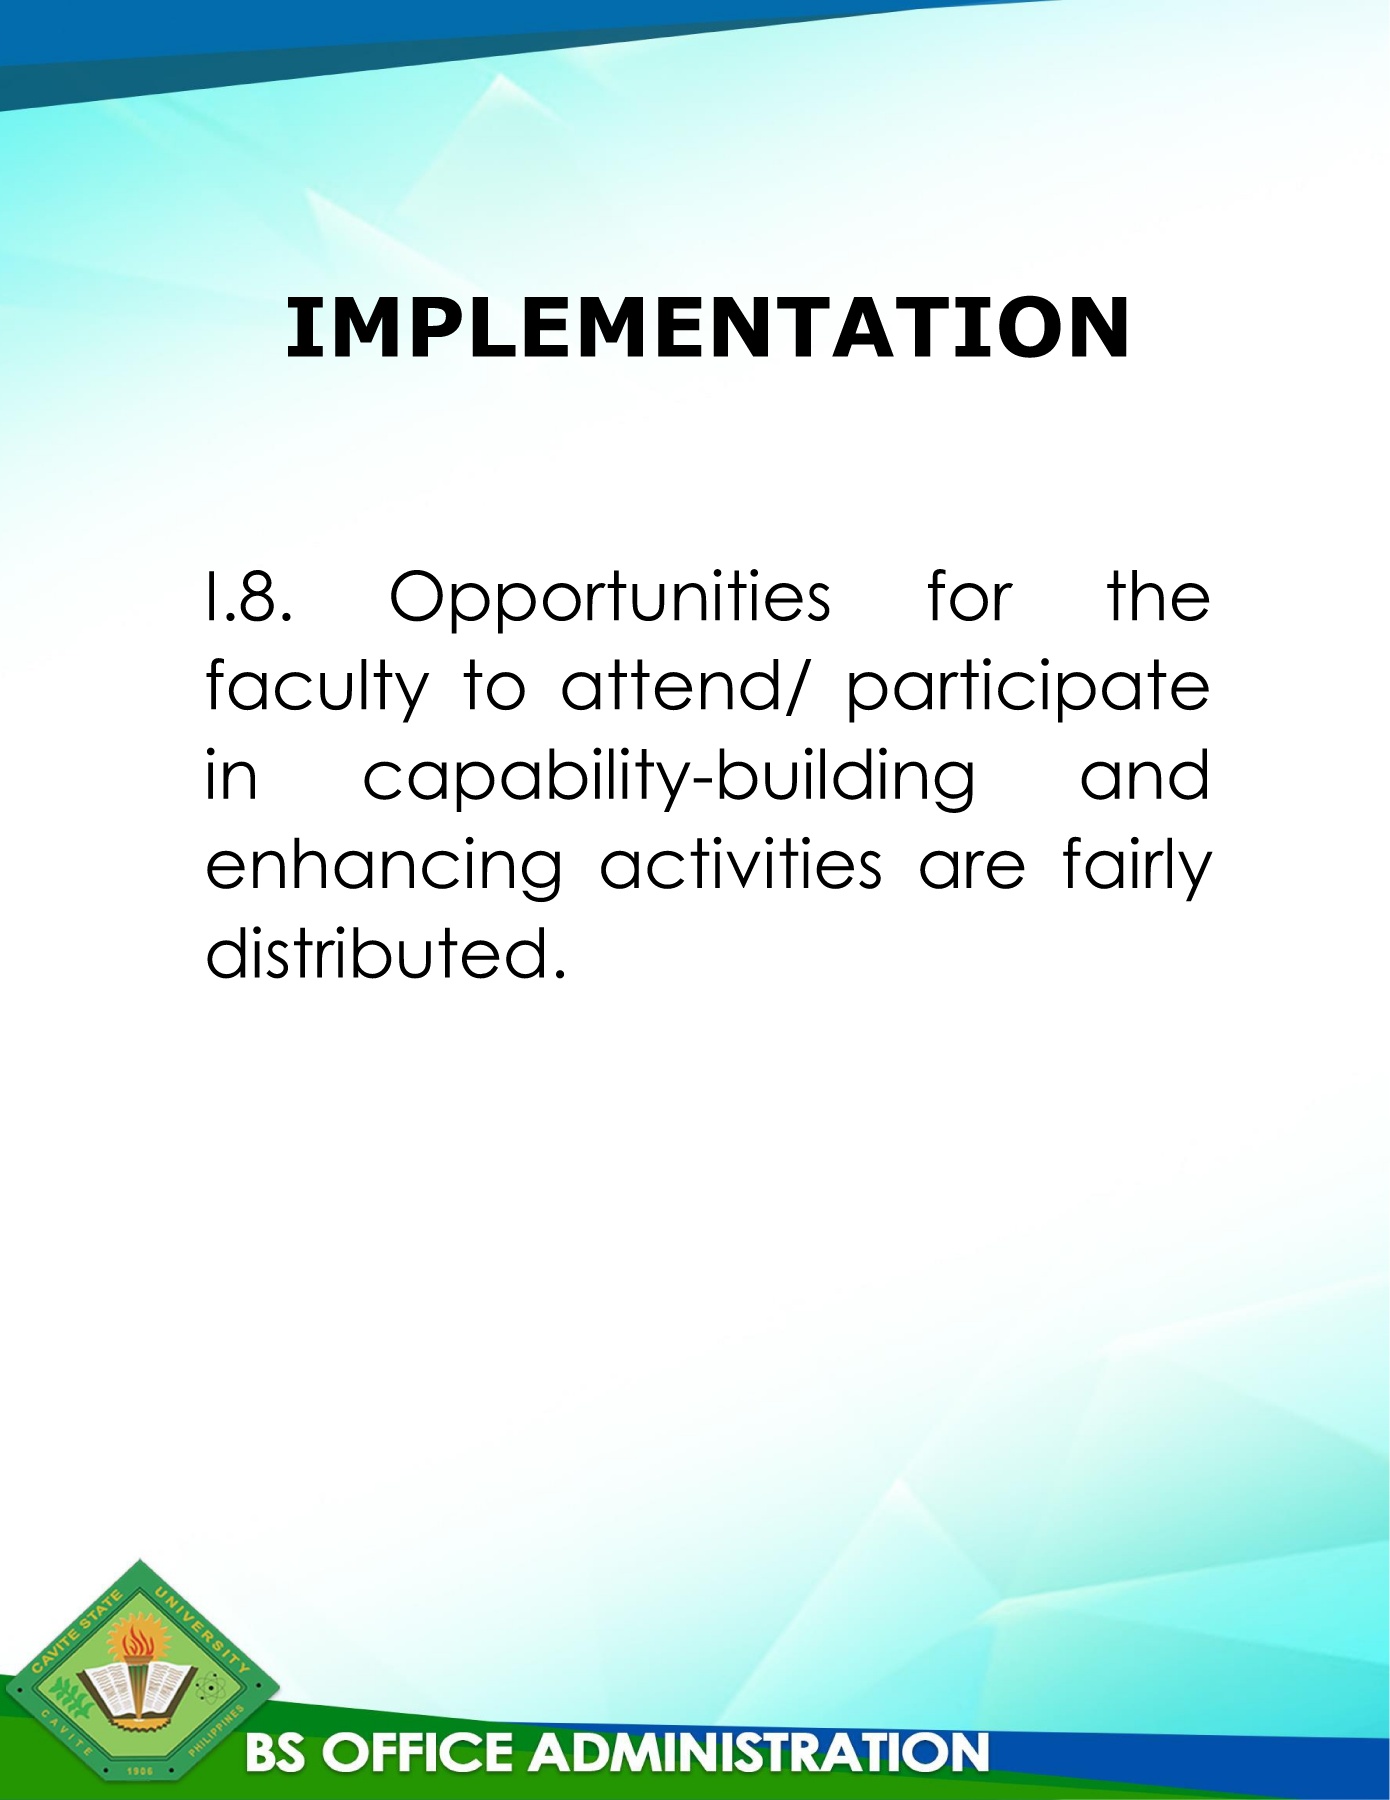 IMPLEMENTATION
I.8. Opportunities for the
faculty to attend/ participate
in capability-building and
enhancing activities are fairly
distributed.
CAVITE STATE UNIVERSITY
CAVITE PHILIPPINES
1906
BS OFFICE ADMINISTRATION